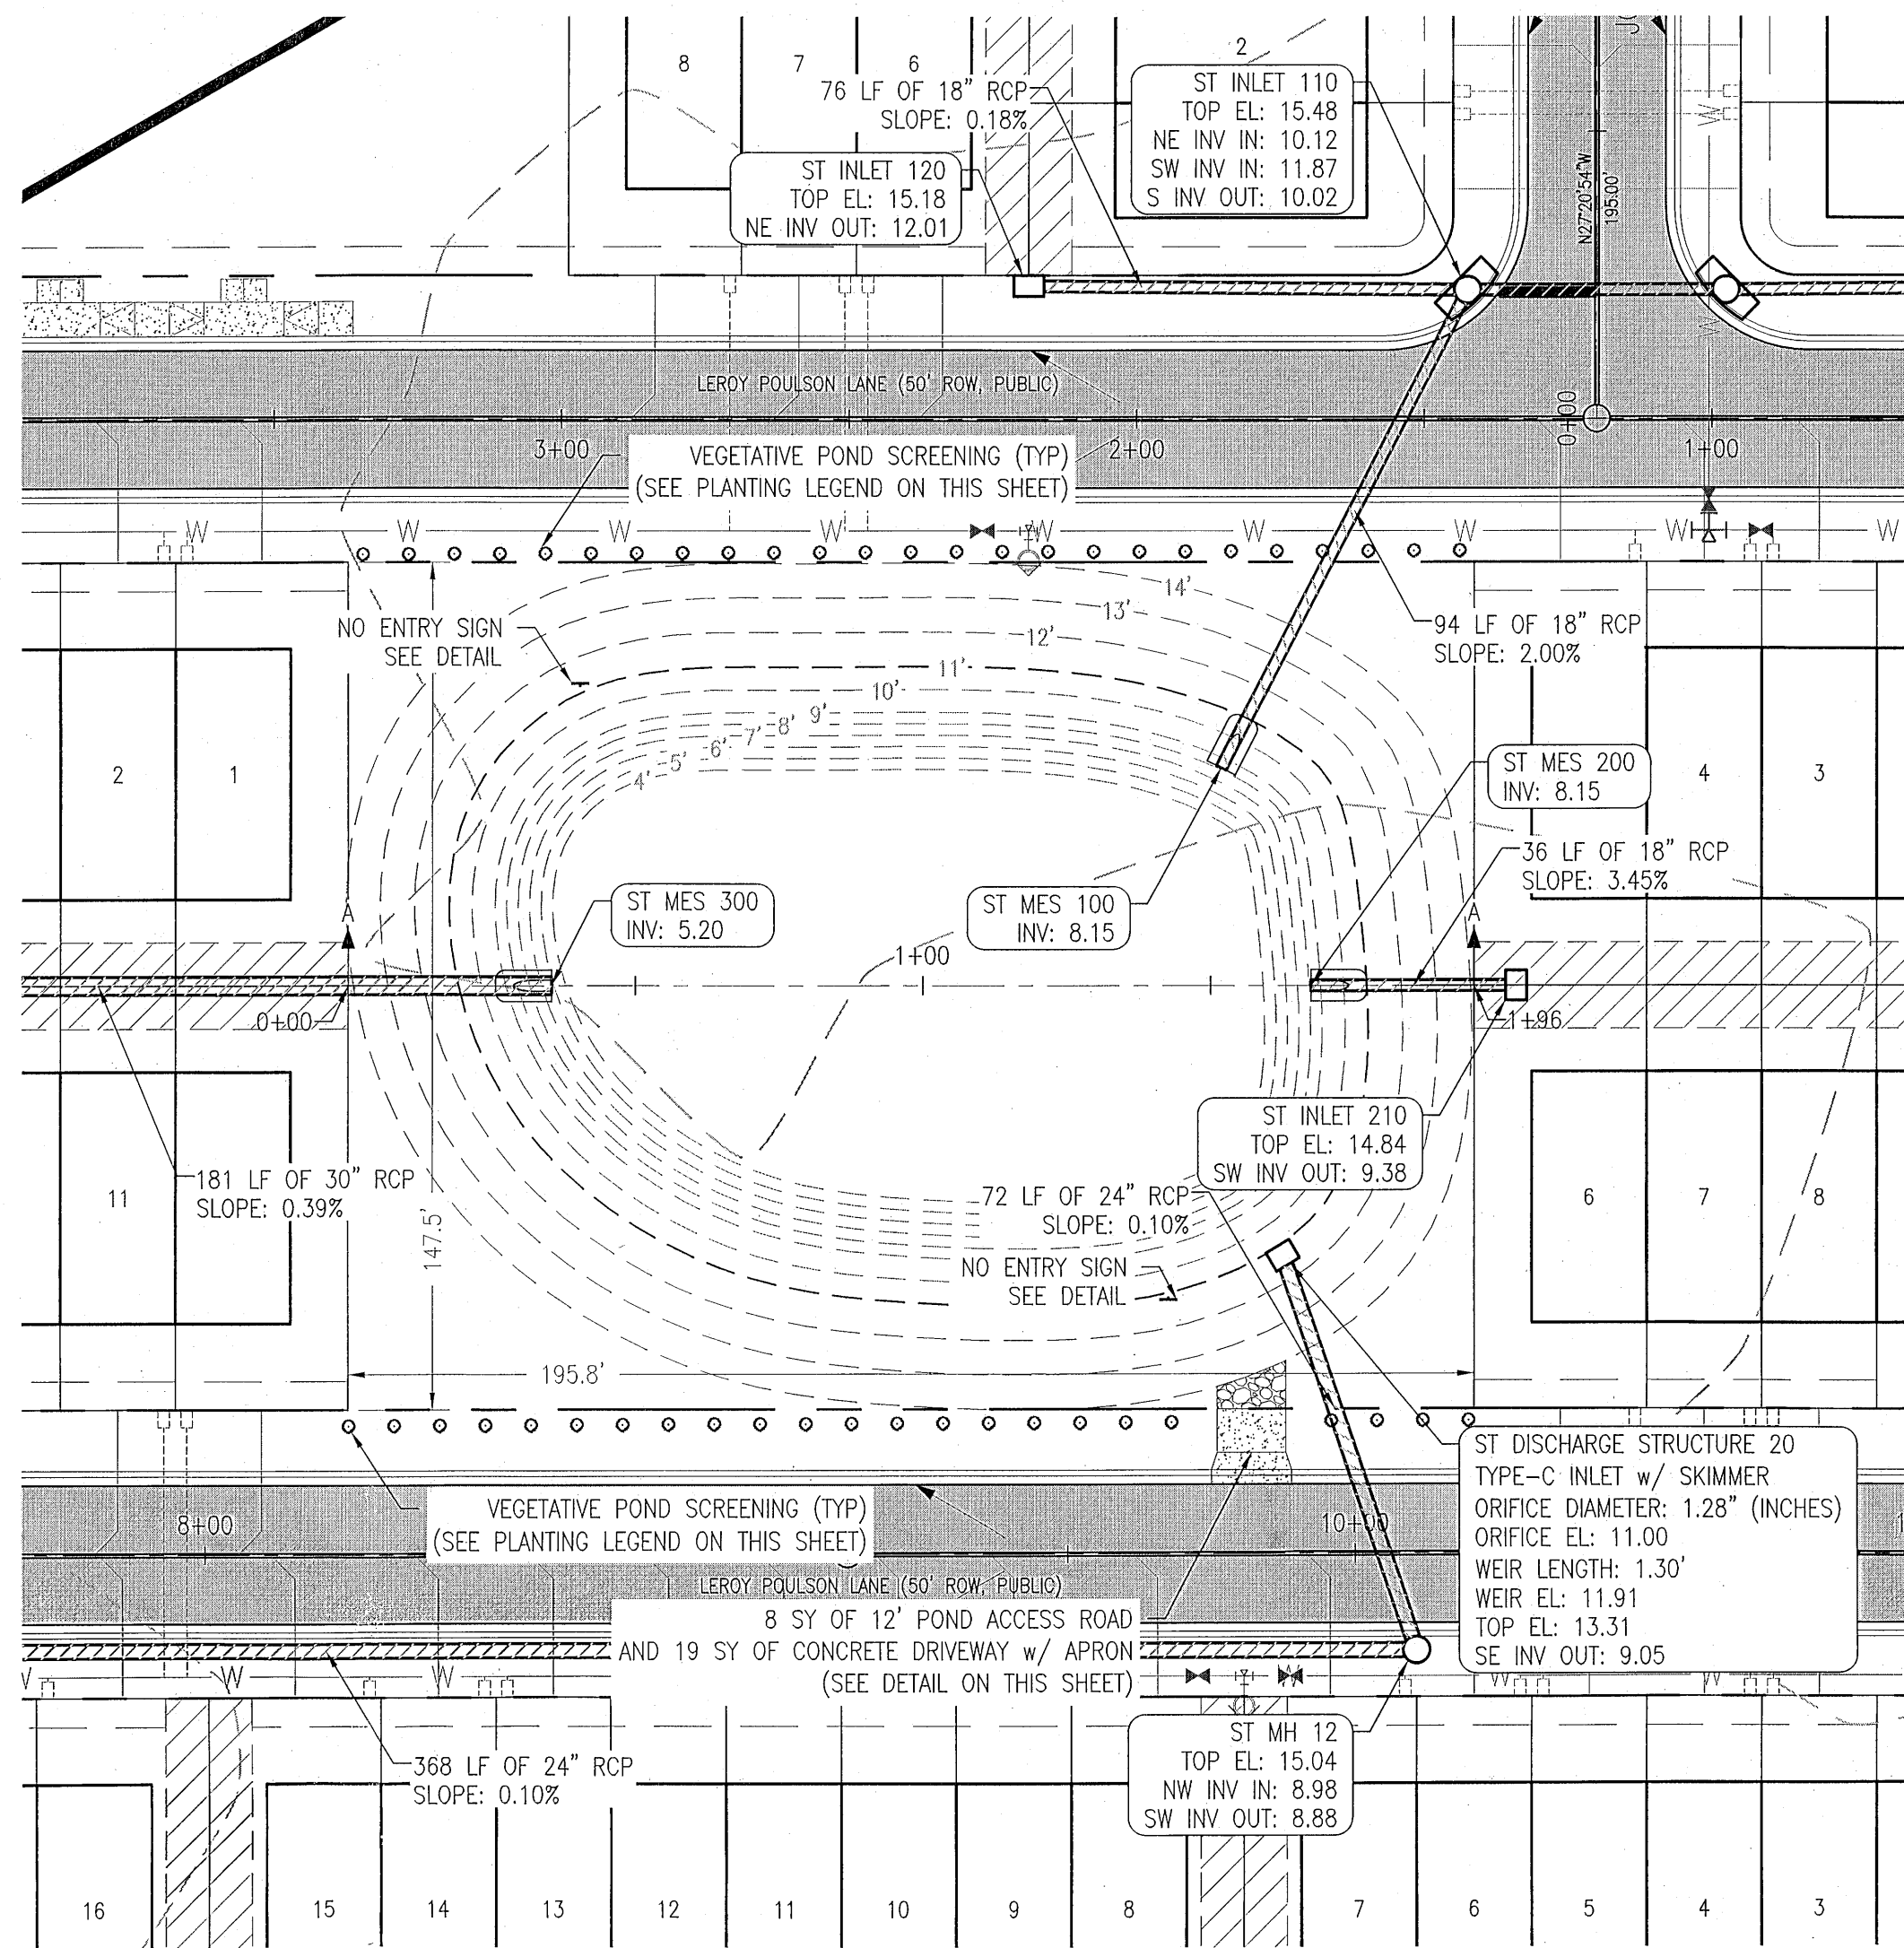 8
7
6
2
76 LF OF 18" RCP
SLOPE: 0.18%
ST INLET 110
TOP EL: 15.48
NE INV IN: 10.12
SW INV IN: 11.87
S INV OUT: 10.02
ST INLET 120
TOP EL: 15.18
NE INV OUT: 12.01
N27°20'54"W
195.00'
W
LEROY POULSON LANE (50' ROW, PUBLIC)
W
0+00
3+00
2+00
1+00
VEGETATIVE POND SCREENING (TYP)
(SEE PLANTING LEGEND ON THIS SHEET)
W W W W W W W W W
14'
13'
12'
11'
10'
9'
8'
7'
6'
5'
4'
NO ENTRY SIGN
SEE DETAIL
94 LF OF 18" RCP
SLOPE: 2.00%
2
1
4
3
ST MES 200
INV: 8.15
36 LF OF 18" RCP
SLOPE: 3.45%
ST MES 300
INV: 5.20
ST MES 100
INV: 8.15
A
A
1+00
0+00
1+96
ST INLET 210
TOP EL: 14.84
SW INV OUT: 9.38
181 LF OF 30" RCP
SLOPE: 0.39%
11
147.5'
72 LF OF 24" RCP
SLOPE: 0.10%
6
7
8
NO ENTRY SIGN
SEE DETAIL
195.8'
ST DISCHARGE STRUCTURE 20
TYPE-C INLET w/ SKIMMER
ORIFICE DIAMETER: 1.28" (INCHES)
ORIFICE EL: 11.00
WEIR LENGTH: 1.30'
WEIR EL: 11.91
TOP EL: 13.31
SE INV OUT: 9.05
VEGETATIVE POND SCREENING (TYP)
(SEE PLANTING LEGEND ON THIS SHEET)
8+00
10+00
LEROY POULSON LANE (50' ROW, PUBLIC)
8 SY OF 12' POND ACCESS ROAD
AND 19 SY OF CONCRETE DRIVEWAY w/ APRON
(SEE DETAIL ON THIS SHEET)
W W W W W
ST MH 12
TOP EL: 15.04
NW INV IN: 8.98
SW INV OUT: 8.88
368 LF OF 24" RCP
SLOPE: 0.10%
16
15
14
13
12
11
10
9
8
7
6
5
4
3